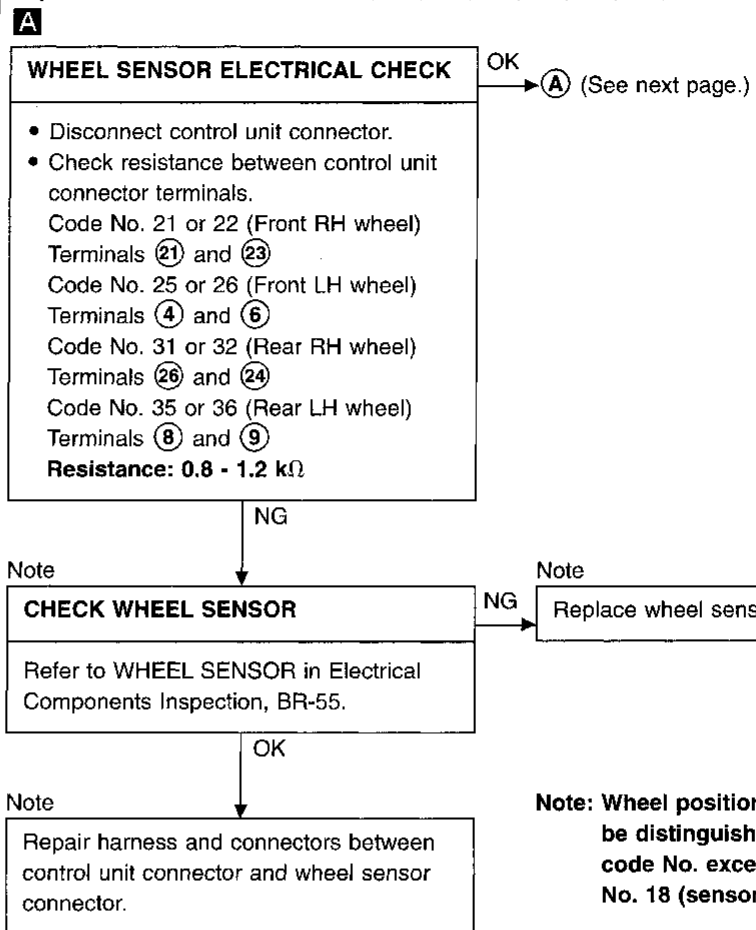 A
WHEEL SENSOR ELECTRICAL CHECK
OK
A (See next page.)
• Disconnect control unit connector.
• Check resistance between control unit
connector terminals.
Code No. 21 or 22 (Front RH wheel)
Terminals 21 and 23
Code No. 25 or 26 (Front LH wheel)
Terminals 4 and 6
Code No. 31 or 32 (Rear RH wheel)
Terminals 26 and 24
Code No. 35 or 36 (Rear LH wheel)
Terminals 8 and 9
Resistance: 0.8 - 1.2 kΩ
NG
Note
CHECK WHEEL SENSOR
NG
Note
Replace wheel sens
Refer to WHEEL SENSOR in Electrical
Components Inspection, BR-55.
OK
Note
Repair harness and connectors between
control unit connector and wheel sensor
connector.
Note: Wheel position
be distinguish
code No. exce
No. 18 (sensor